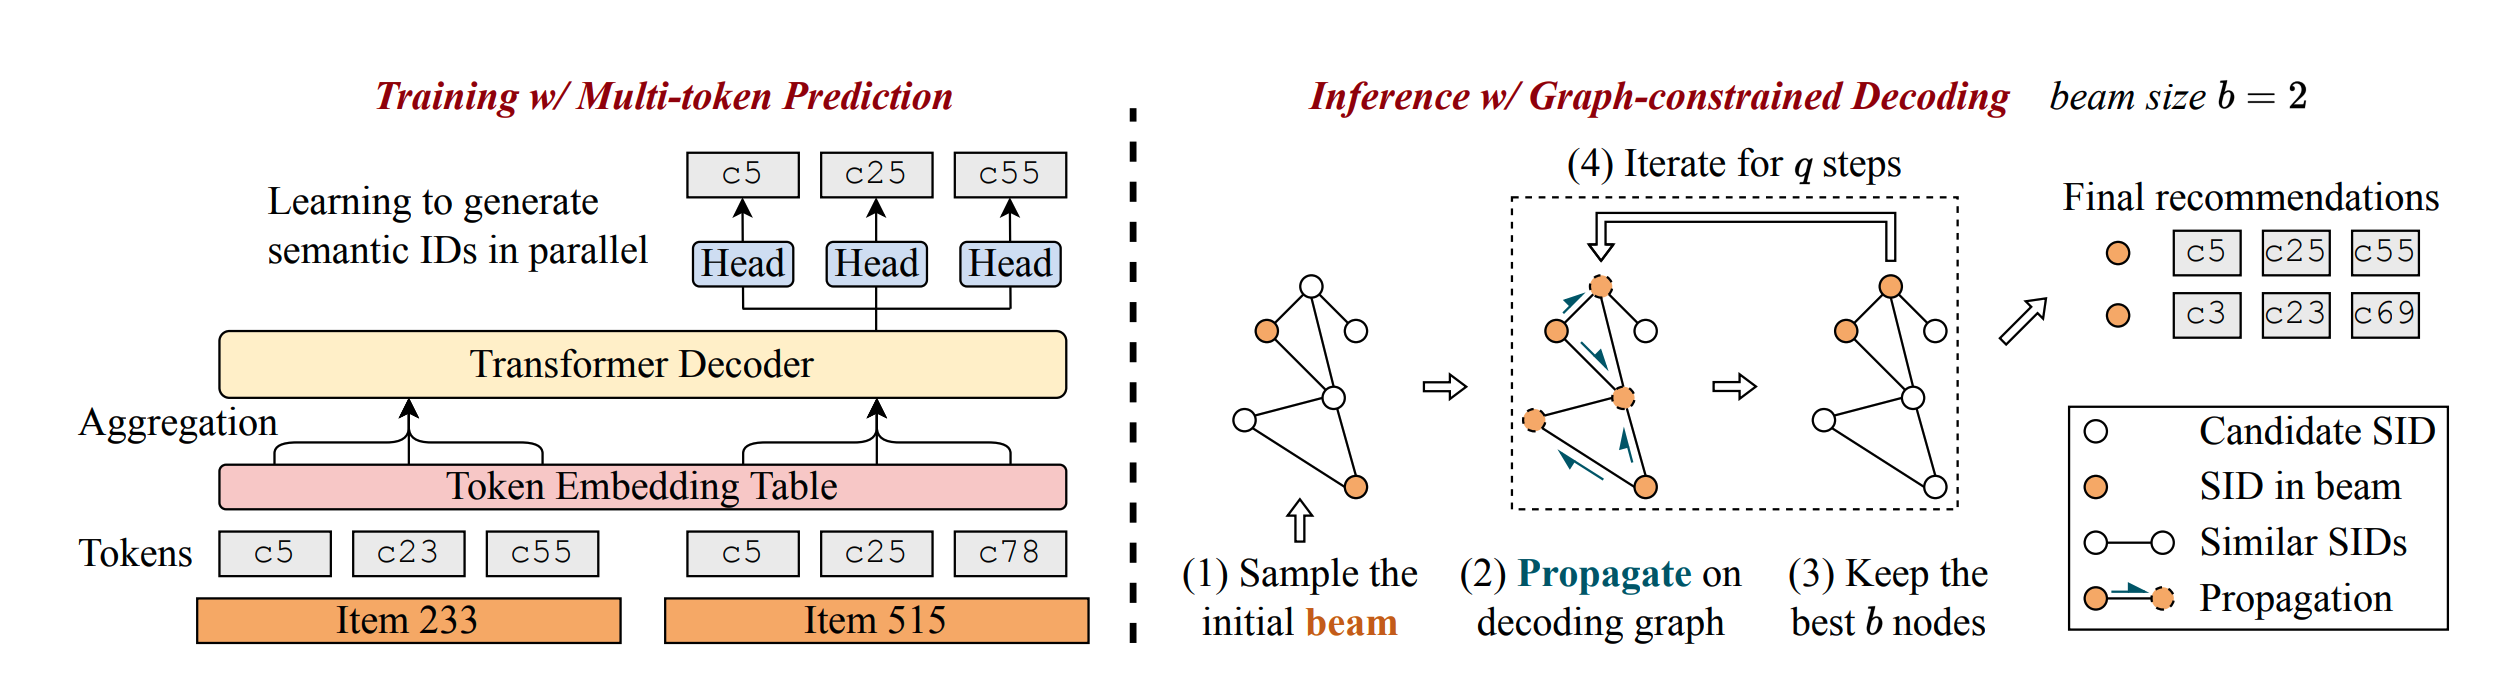 Training w/ Multi-token Prediction
c5 c25 c55
Learning to generate
semantic IDs in parallel
Head Head Head
Transformer Decoder
Aggregation
Token Embedding Table
Tokens c5 c23 c55 c5 c25 c78
Item 233 Item 515
Inference w/ Graph-constrained Decoding beam size b = 2
(4) Iterate for q steps
(1) Sample the
initial beam
(2) Propagate on
decoding graph
(3) Keep the
best b nodes
Final recommendations
c5 c25 c55
c3 c23 c69
Candidate SID
SID in beam
Similar SIDs
Propagation